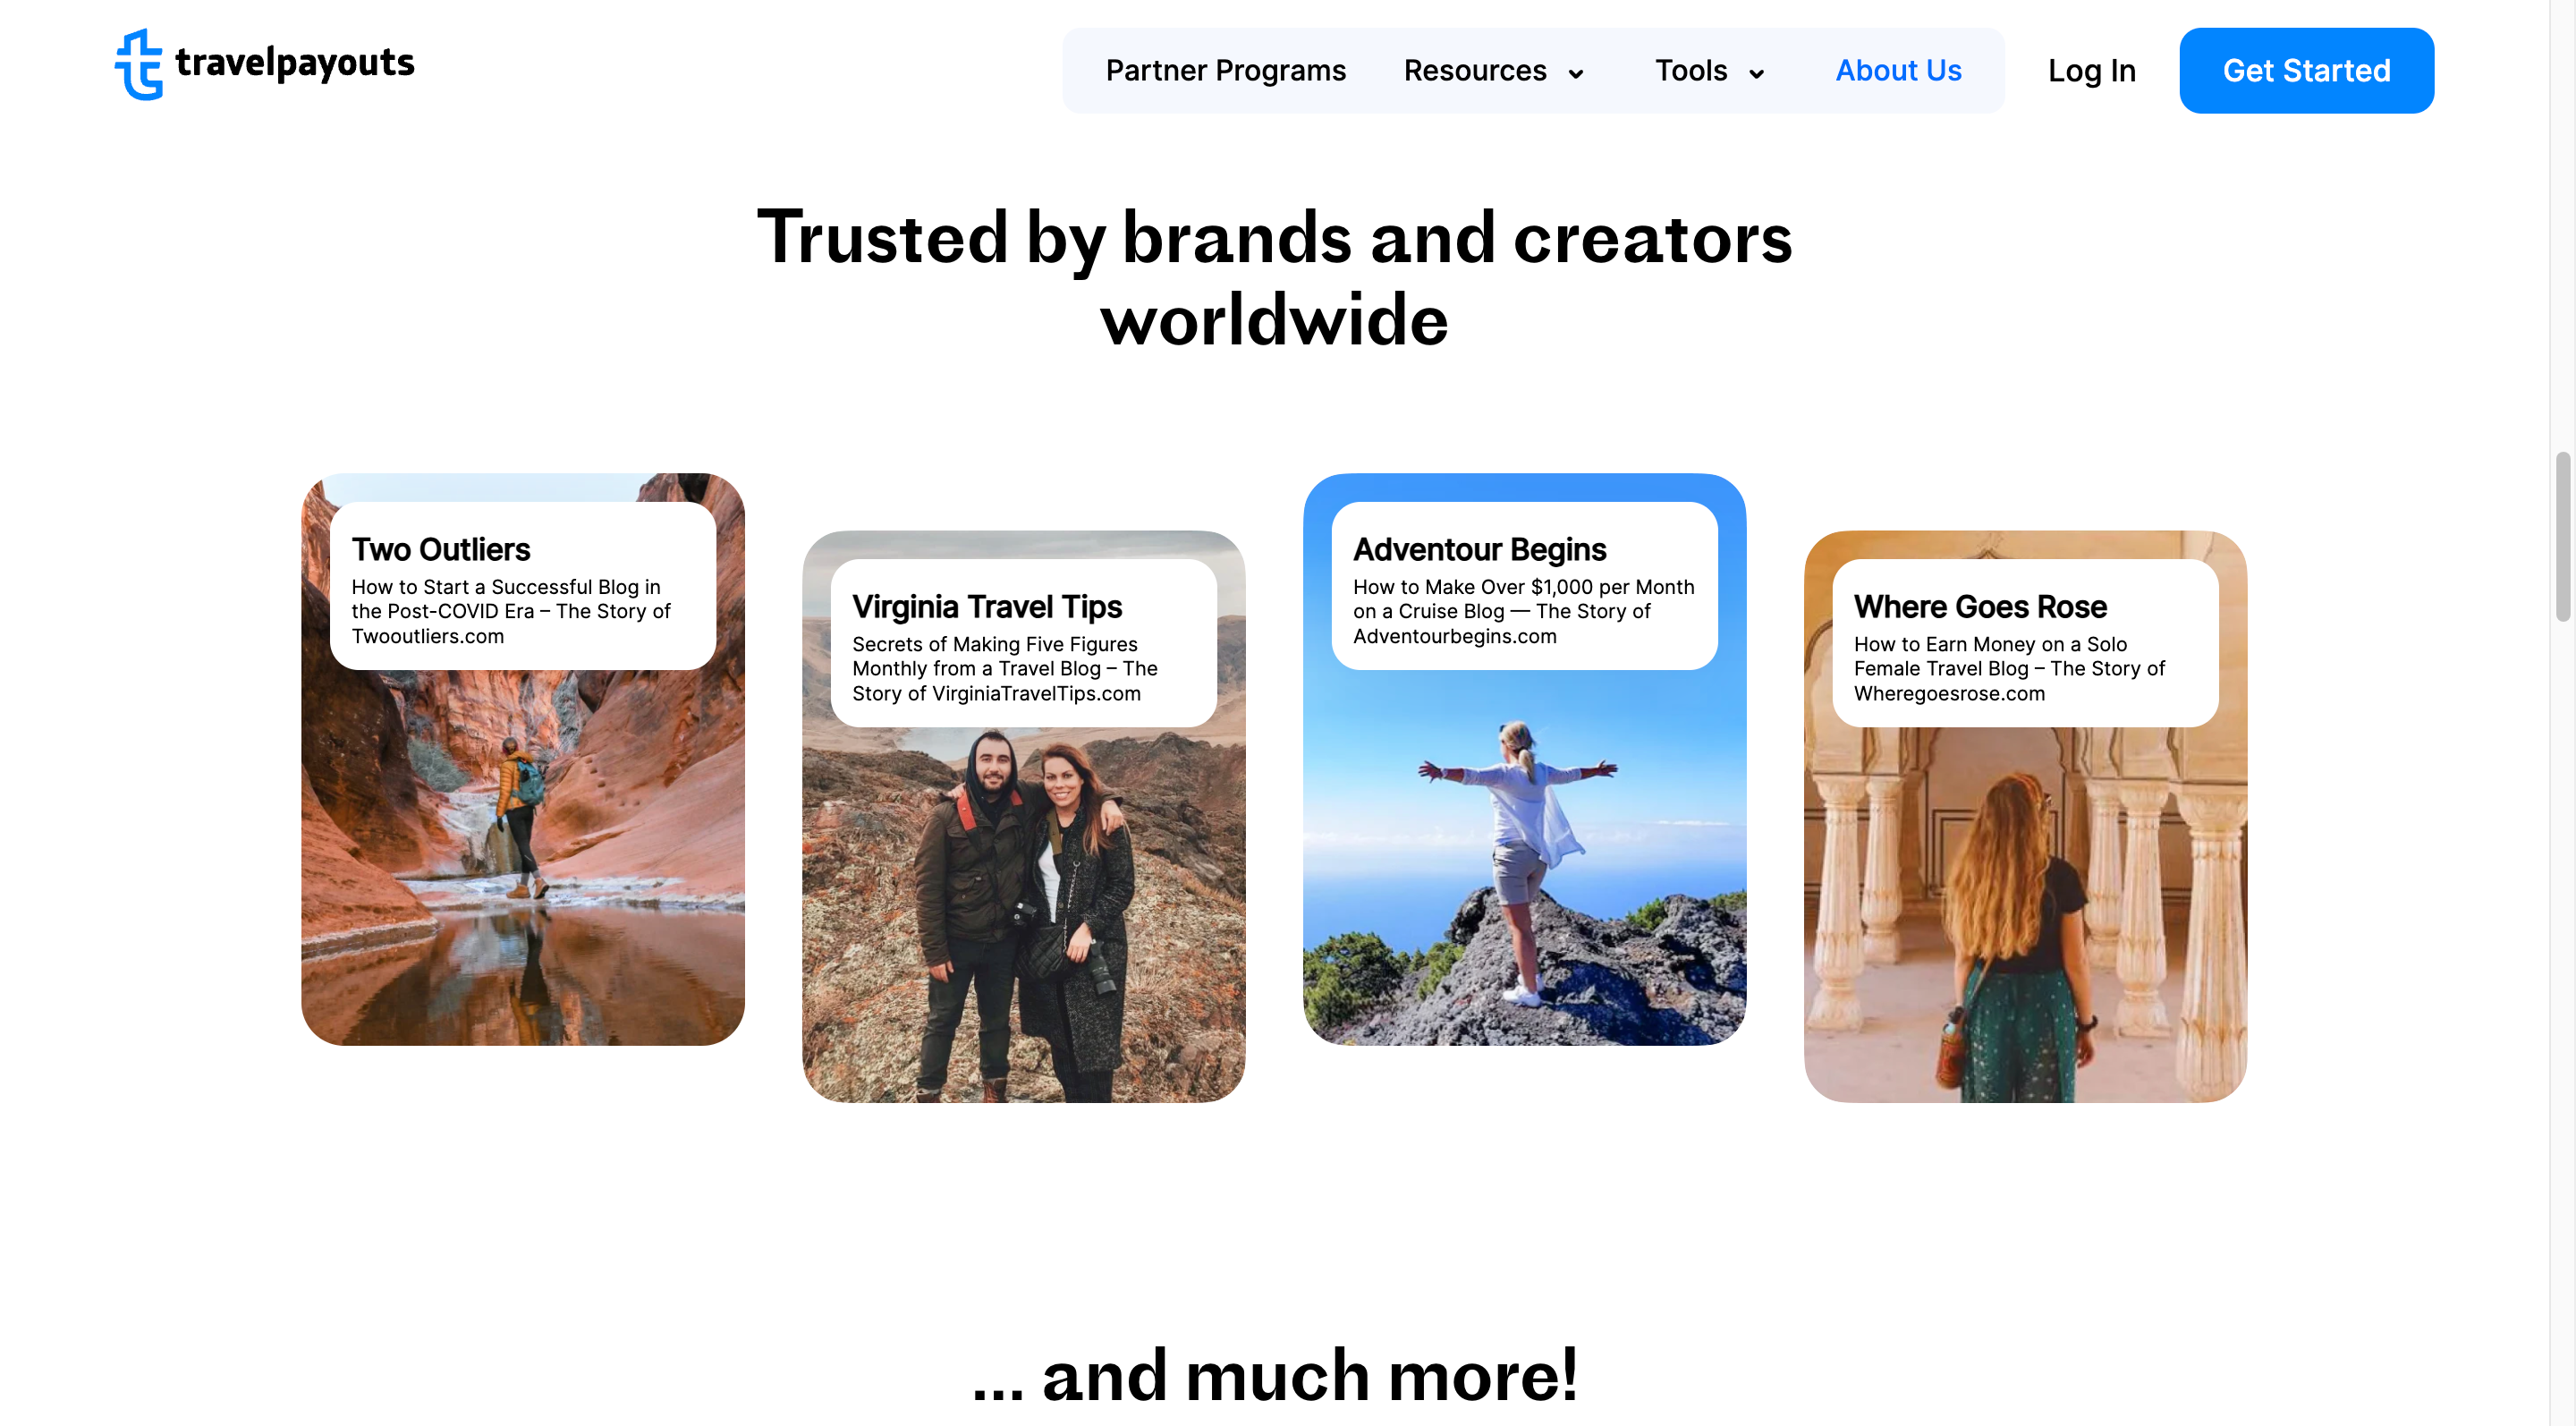 travelpayouts
Partner Programs
Resources
Tools
About Us
Log In
Get Started
Trusted by brands and creators
worldwide
Two Outliers
How to Start a Successful Blog in
the Post-COVID Era – The Story of
Twooutliers.com
Virginia Travel Tips
Secrets of Making Five Figures
Monthly from a Travel Blog – The
Story of VirginiaTravelTips.com
Adventour Begins
How to Make Over $1,000 per Month
on a Cruise Blog — The Story of
Adventourbegins.com
Where Goes Rose
How to Earn Money on a Solo
Female Travel Blog – The Story of
Wheregoesrose.com
... and much more!